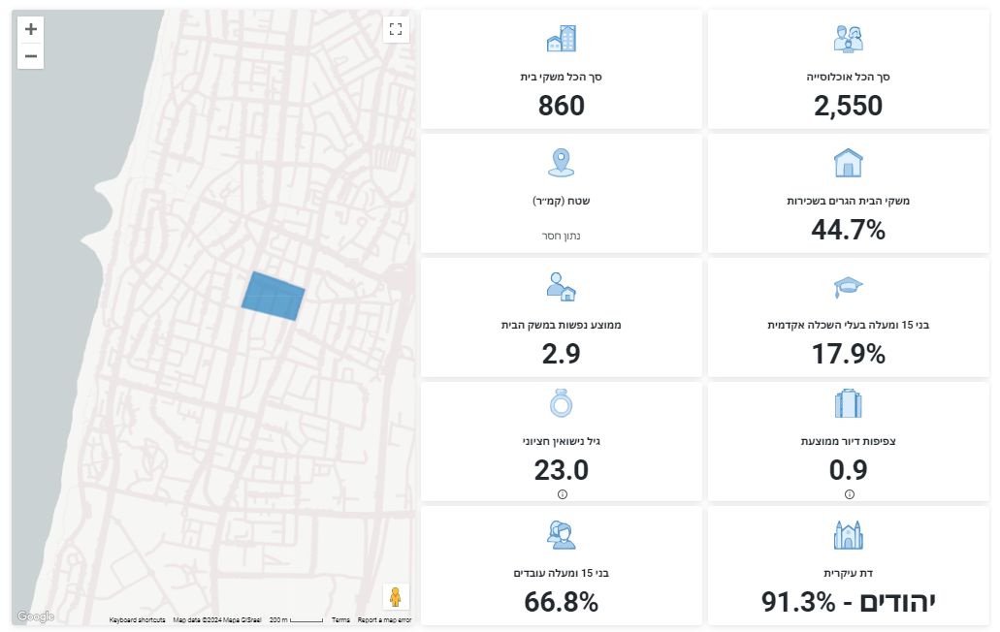 סך הכל אוכלוסייה
2,550
סך הכל משקי בית
860
משקי הבית הגרים בשכירות
44.7%
שטח (קמ״ר)
נתון חסר
בני 15 ומעלה בעלי השכלה אקדמית
17.9%
ממוצע נפשות במשק הבית
2.9
צפיפות דיור ממוצעת
0.9
גיל נישואין חציוני
23.0
דת עיקרית
יהודים - 91.3%
בני 15 ומעלה עובדים
66.8%
Google
Keyboard shortcuts Map data ©2024 Mapa GISrael 200 m Terms Report a map error